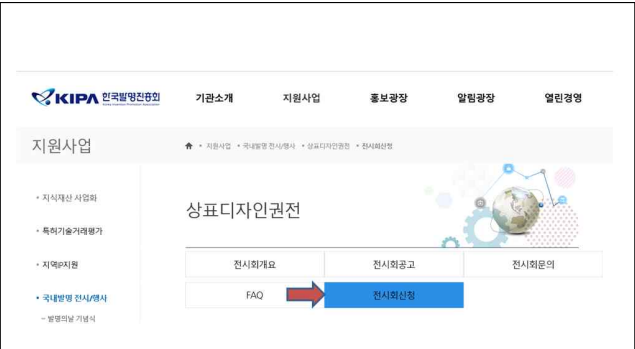 KIPA 한국발명진흥회
기관소개 지원사업 홍보광장 알림광장 열린경영
지원사업
• 지원사업 • 국내발명 전시/행사 • 상표디자인권전 • 전시회신청
• 지식재산 사업화
상표디자인권전
• 특허기술거래평가
• 지역IP지원
전시회개요 전시회공고 전시회문의
• 국내발명 전시/행사
FAQ 전시회신청
– 발명의날 기념식